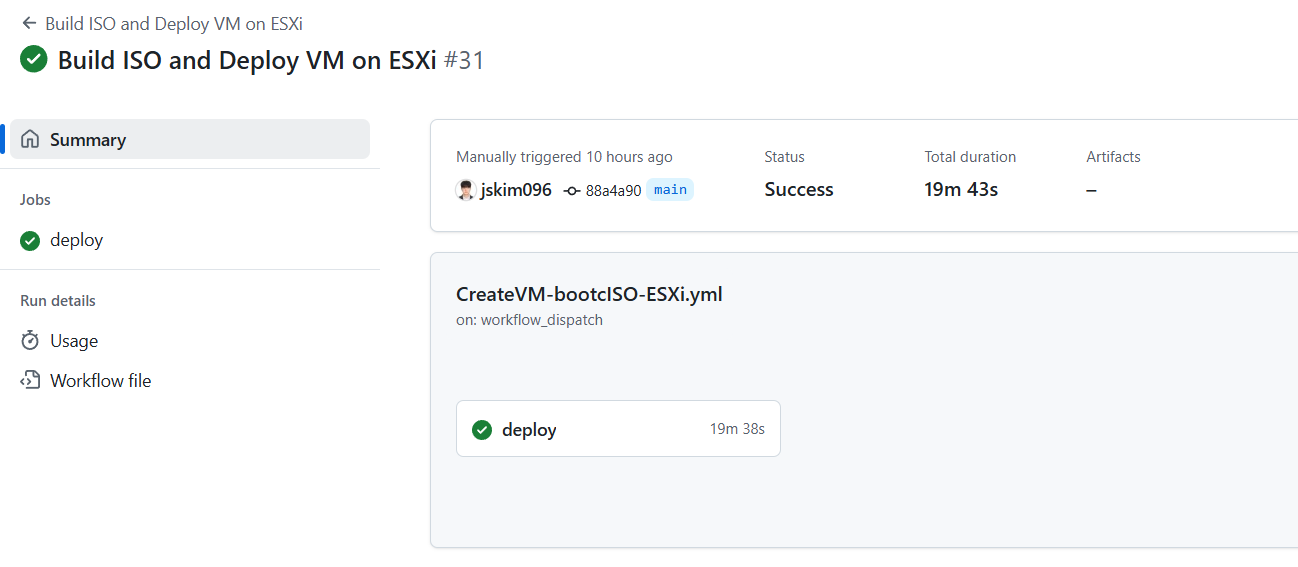 Build ISO and Deploy VM on ESXi
Build ISO and Deploy VM on ESXi #31
Summary
Jobs
deploy
Run details
Usage
Workflow file
Manually triggered 10 hours ago
jskim096 88a4a90 main
Status
Success
Total duration
19m 43s
Artifacts
–
CreateVM-bootcISO-ESXi.yml
on: workflow_dispatch
deploy 19m 38s